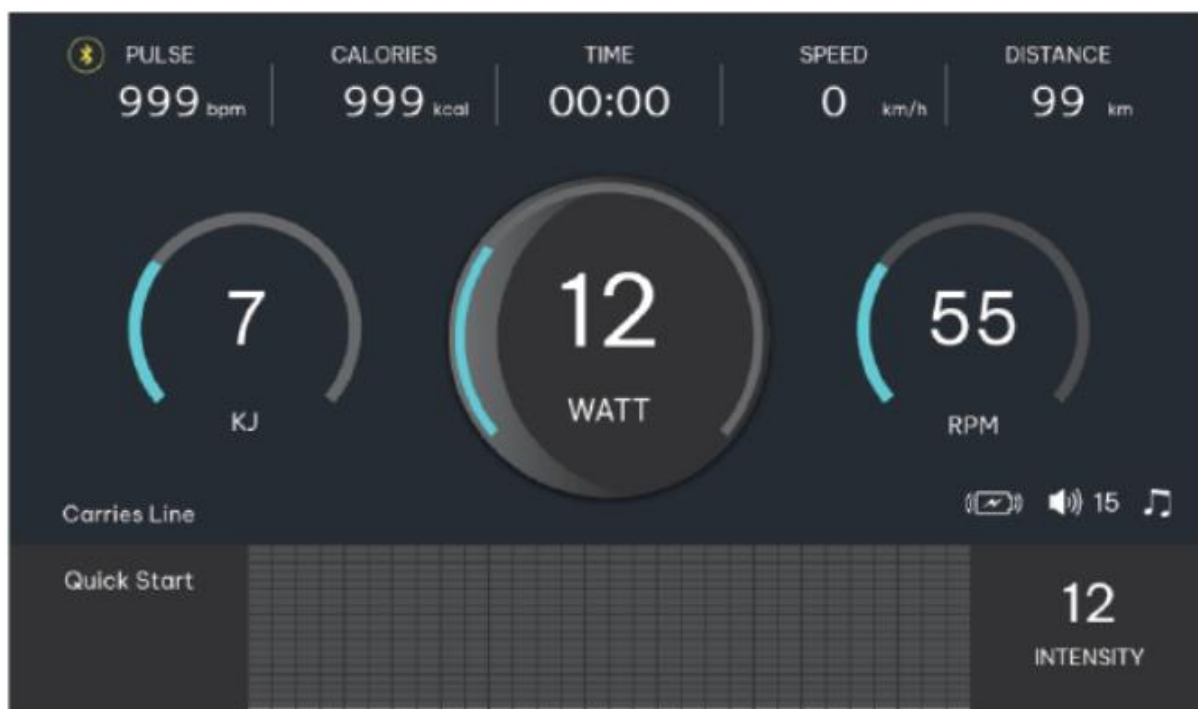 PULSE CALORIES TIME SPEED DISTANCE
999 bpm 999 kcal 00:00 0 km/h 99 km
7 12 55
KJ WATT RPM
15
Carries Line
Quick Start
12
INTENSITY